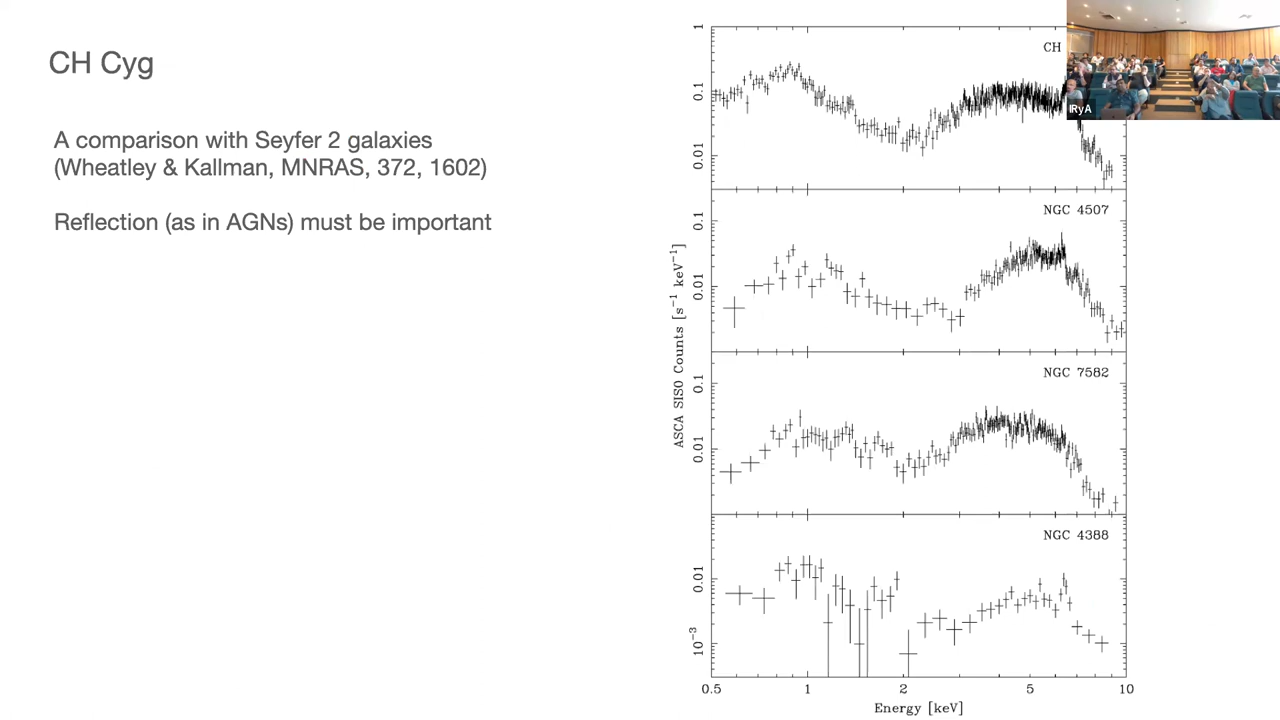 CH Cyg
A comparison with Seyfer 2 galaxies
(Wheatley & Kallman, MNRAS, 372, 1602)
Reflection (as in AGNs) must be important
CH
IRyA
0.1
0.01
NGC 4507
0.1
0.01
NGC 7582
0.1
0.01
NGC 4388
0.01
10⁻³
ASCA SIS0 Counts [s⁻¹ keV⁻¹]
0.5 1 2 5 10
Energy [keV]